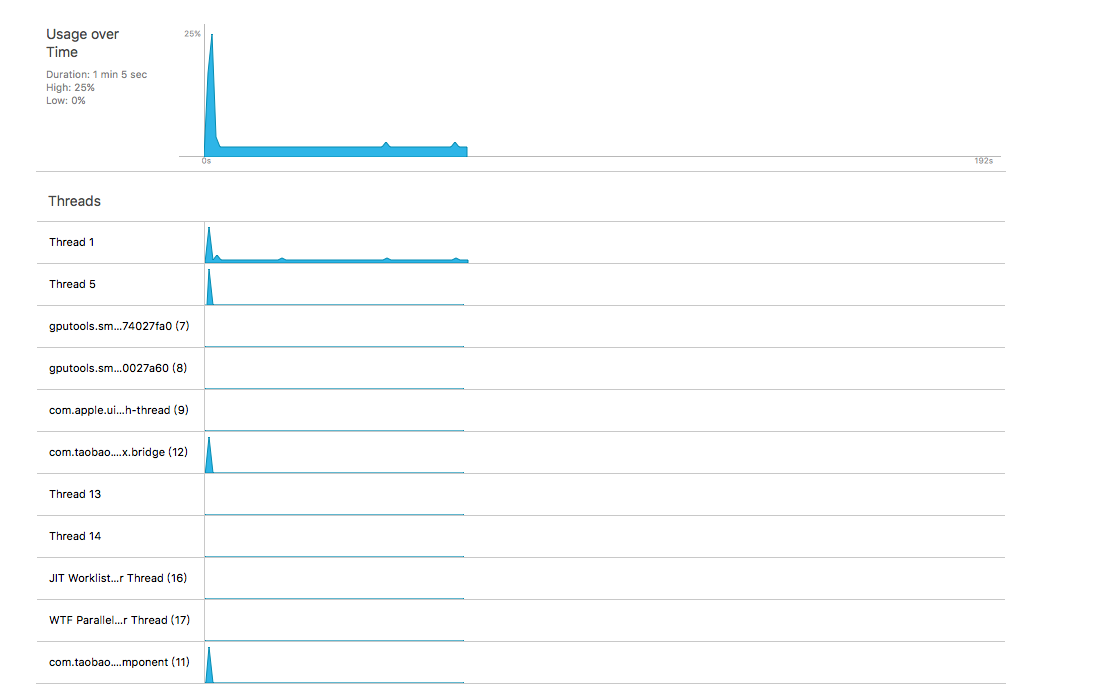 Usage over
Time
25%
Duration: 1 min 5 sec
High: 25%
Low: 0%
0s
192s
Threads
Thread 1
Thread 5
gputools.sm...74027fa0 (7)
gputools.sm...0027a60 (8)
com.apple.ui...h-thread (9)
com.taobao....x.bridge (12)
Thread 13
Thread 14
JIT Worklist...r Thread (16)
WTF Parallel...r Thread (17)
com.taobao....mponent (11)